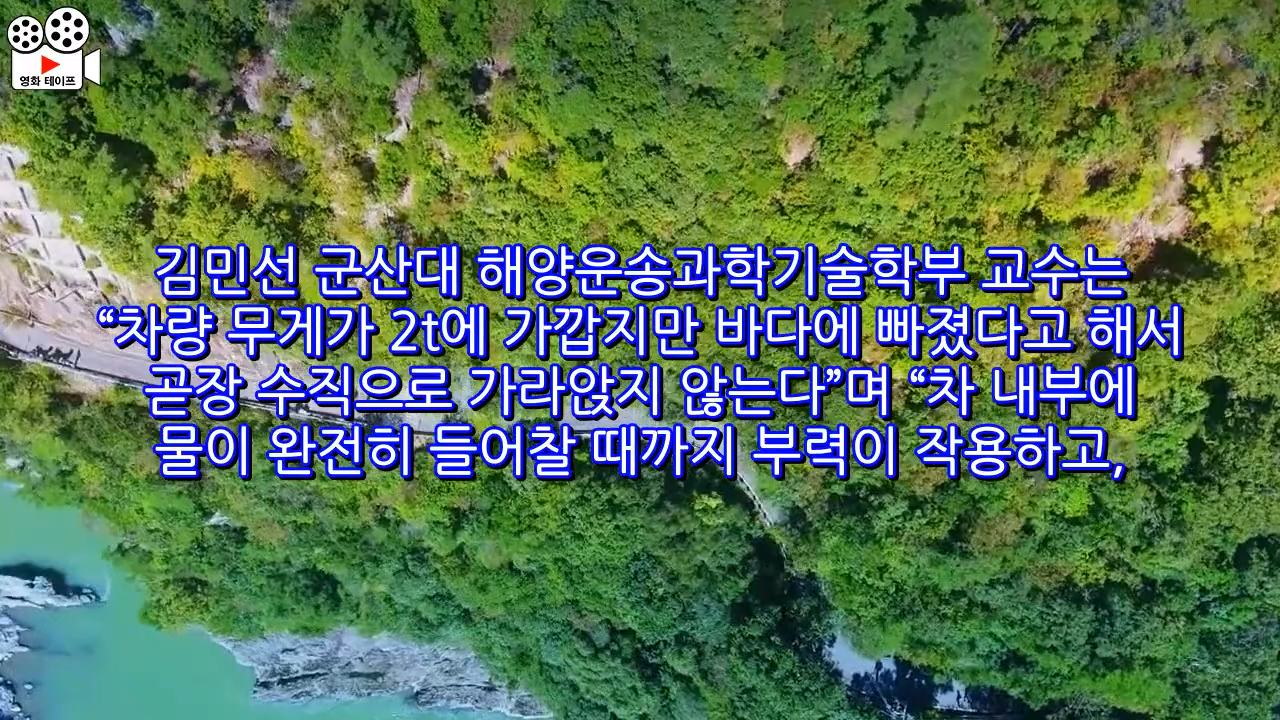 영화 테이프
김민선 군산대 해양운송과학기술학부 교수는
“차량 무게가 2t에 가깝지만 바다에 빠졌다고 해서
곧장 수직으로 가라앉지 않는다”며 “차 내부에
물이 완전히 들어찰 때까지 부력이 작용하고,